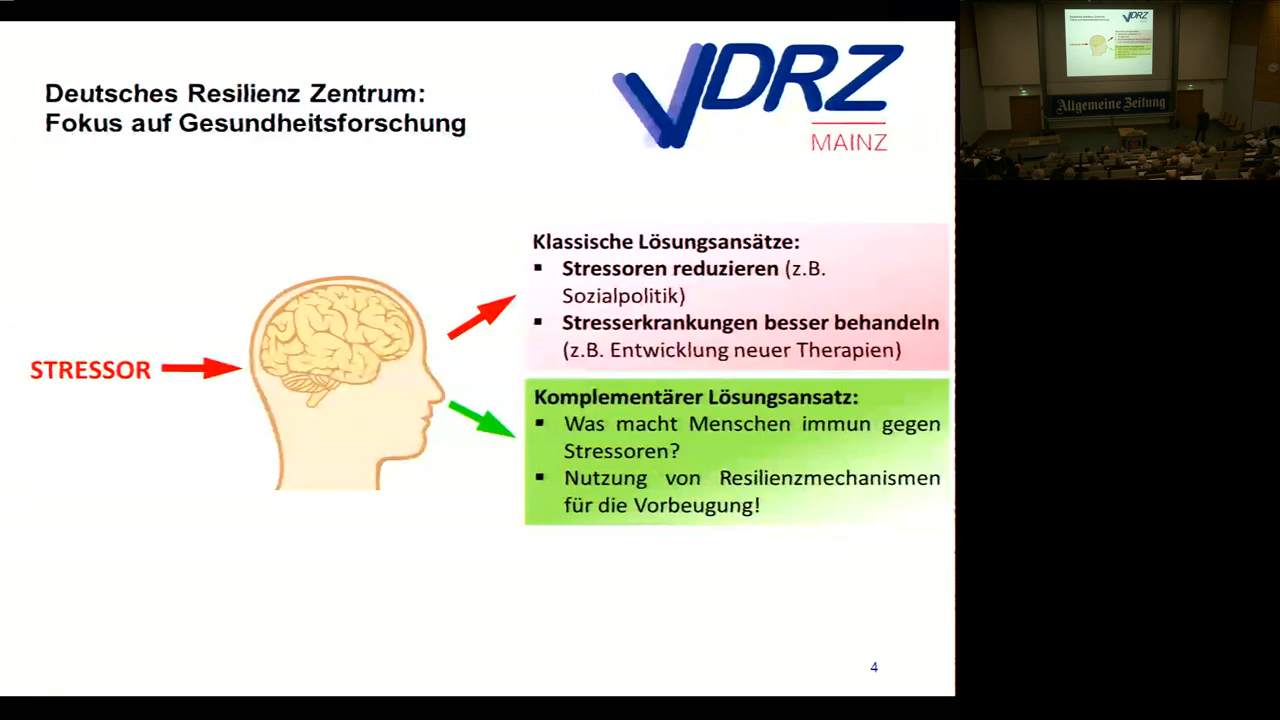 Deutsches Resilienz Zentrum:
Fokus auf Gesundheitsforschung
DRZ
MAINZ
STRESSOR
Klassische Lösungsansätze:
▪ Stressoren reduzieren (z.B.
Sozialpolitik)
▪ Stresserkrankungen besser behandeln
(z.B. Entwicklung neuer Therapien)
Komplementärer Lösungsansatz:
▪ Was macht Menschen immun gegen
Stressoren?
▪ Nutzung von Resilienzmechanismen
für die Vorbeugung!
4
Allgemeine Zeitung